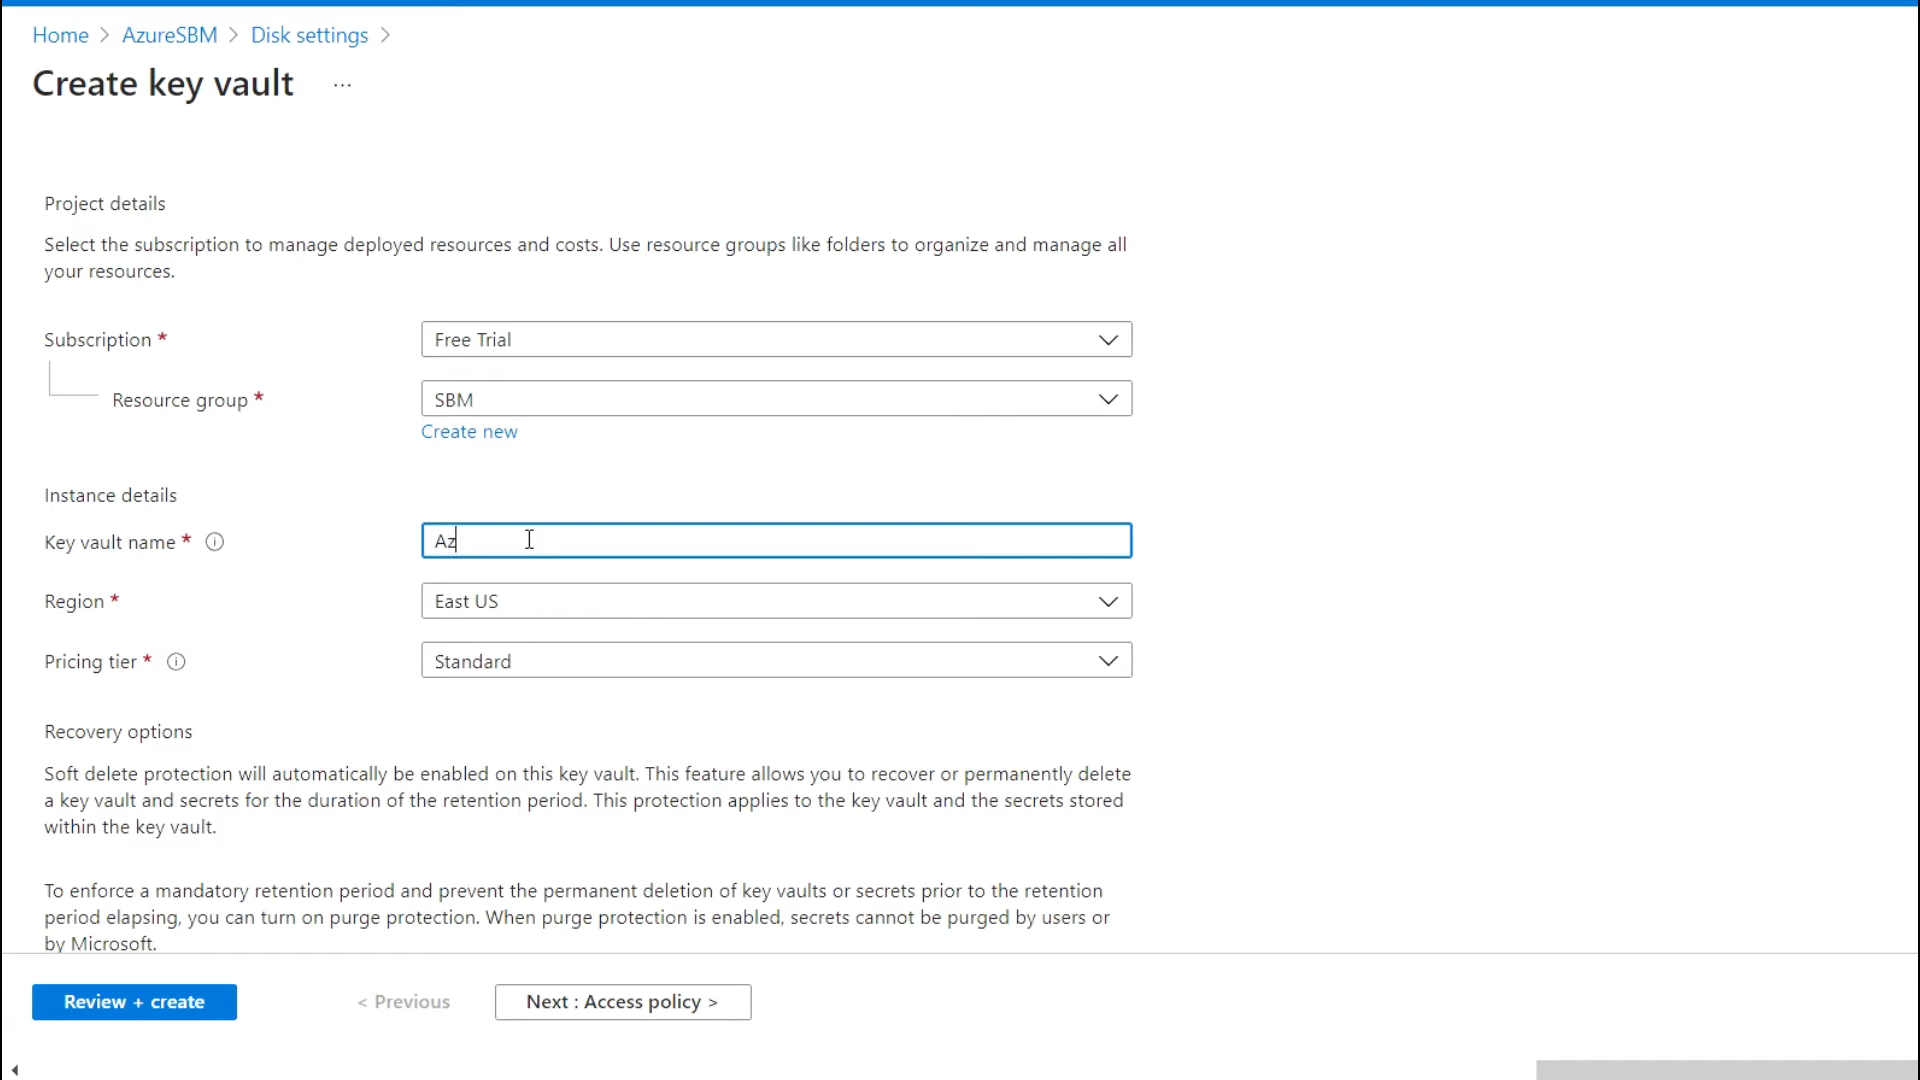 Home > AzureSBM > Disk settings >
Create key vault ...
Project details
Select the subscription to manage deployed resources and costs. Use resource groups like folders to organize and manage all
your resources.
Subscription * Free Trial
Resource group * SBM
Create new
Instance details
Key vault name * Az
Region * East US
Pricing tier * Standard
Recovery options
Soft delete protection will automatically be enabled on this key vault. This feature allows you to recover or permanently delete
a key vault and secrets for the duration of the retention period. This protection applies to the key vault and the secrets stored
within the key vault.
To enforce a mandatory retention period and prevent the permanent deletion of key vaults or secrets prior to the retention
period elapsing, you can turn on purge protection. When purge protection is enabled, secrets cannot be purged by users or
by Microsoft.
Review + create < Previous Next : Access policy >